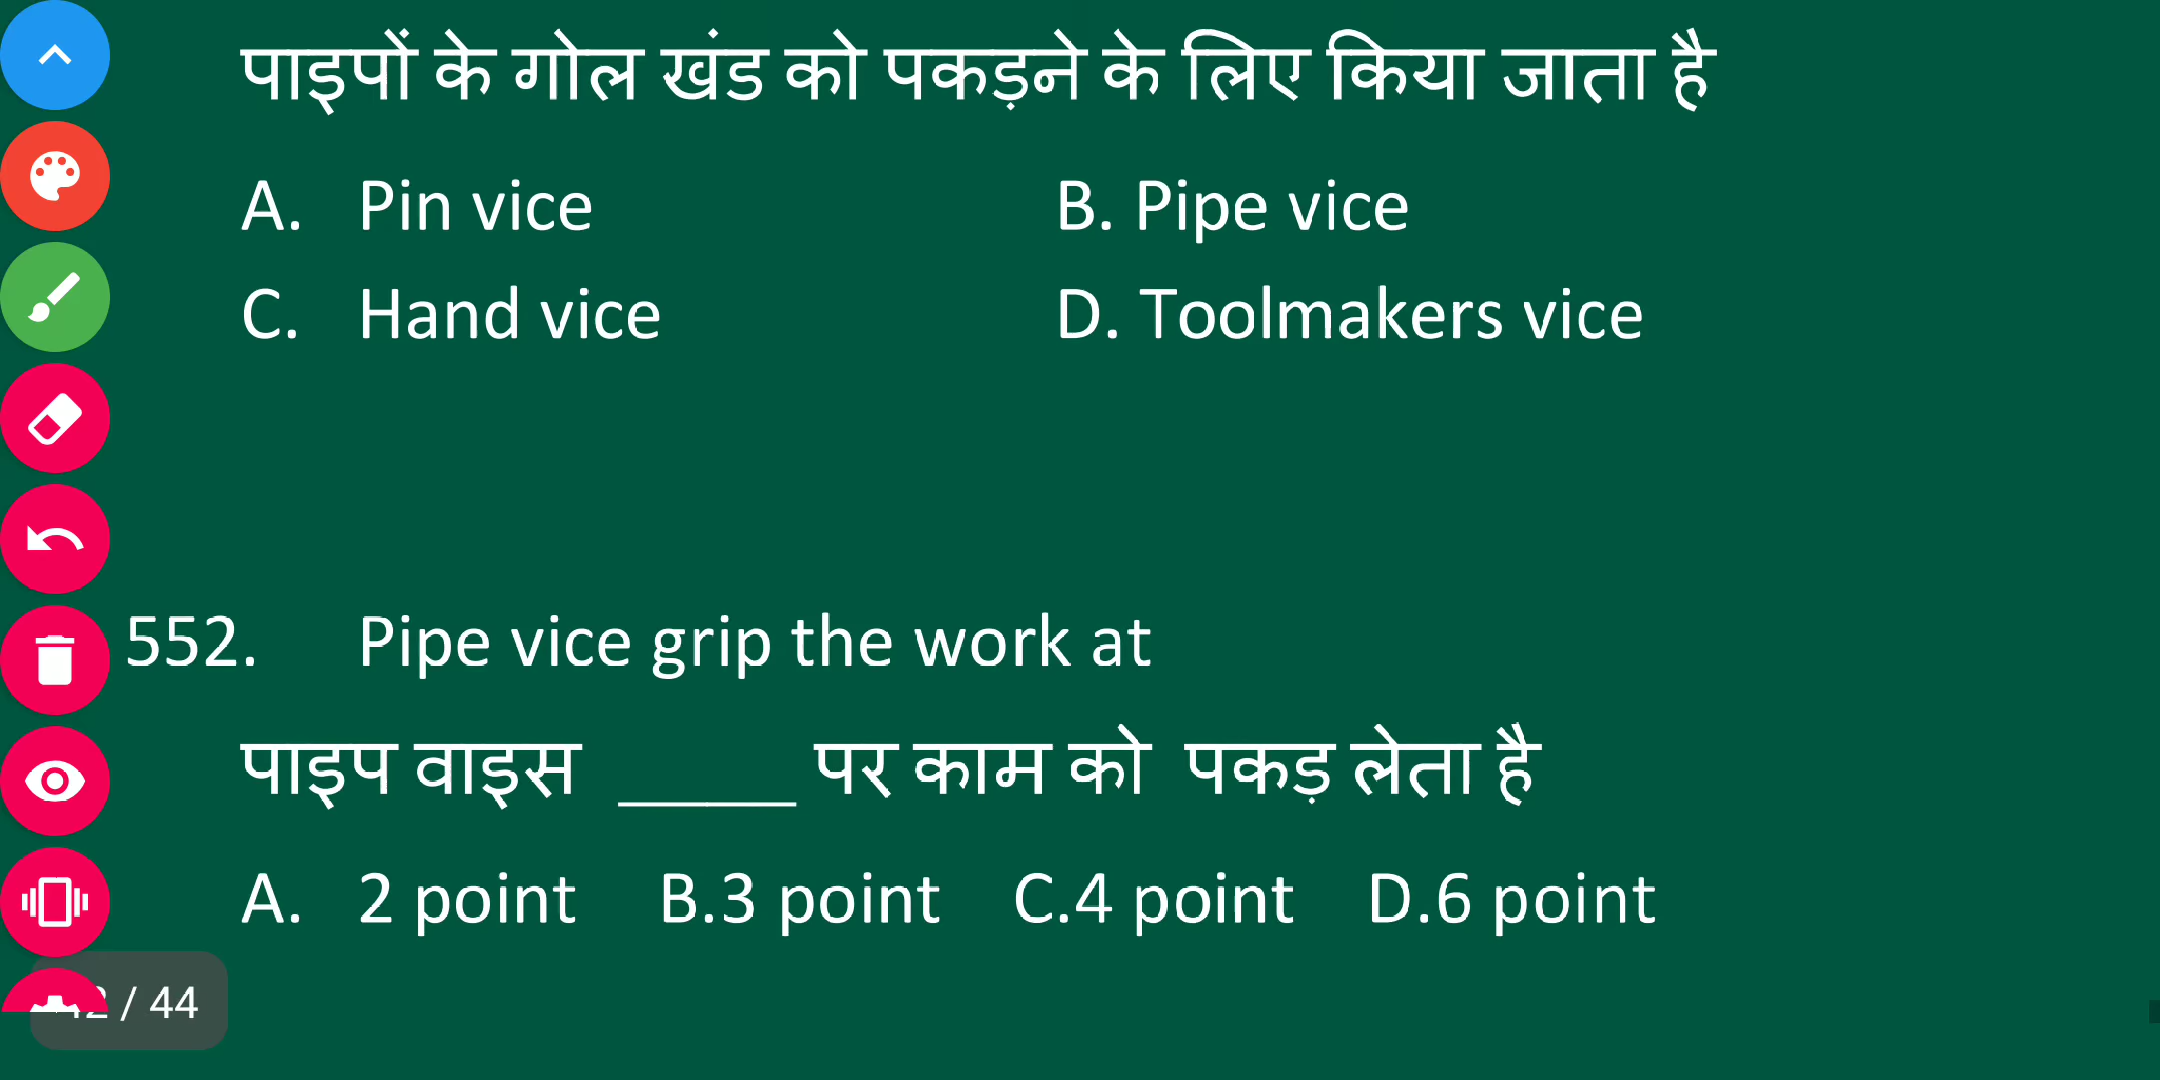 पाइपों के गोल खंड को पकड़ने के लिए किया जाता है
A. Pin vice B. Pipe vice
C. Hand vice D. Toolmakers vice
552. Pipe vice grip the work at
पाइप वाइस _____ पर काम को पकड़ लेता है
A. 2 point B.3 point C.4 point D.6 point
/ 44